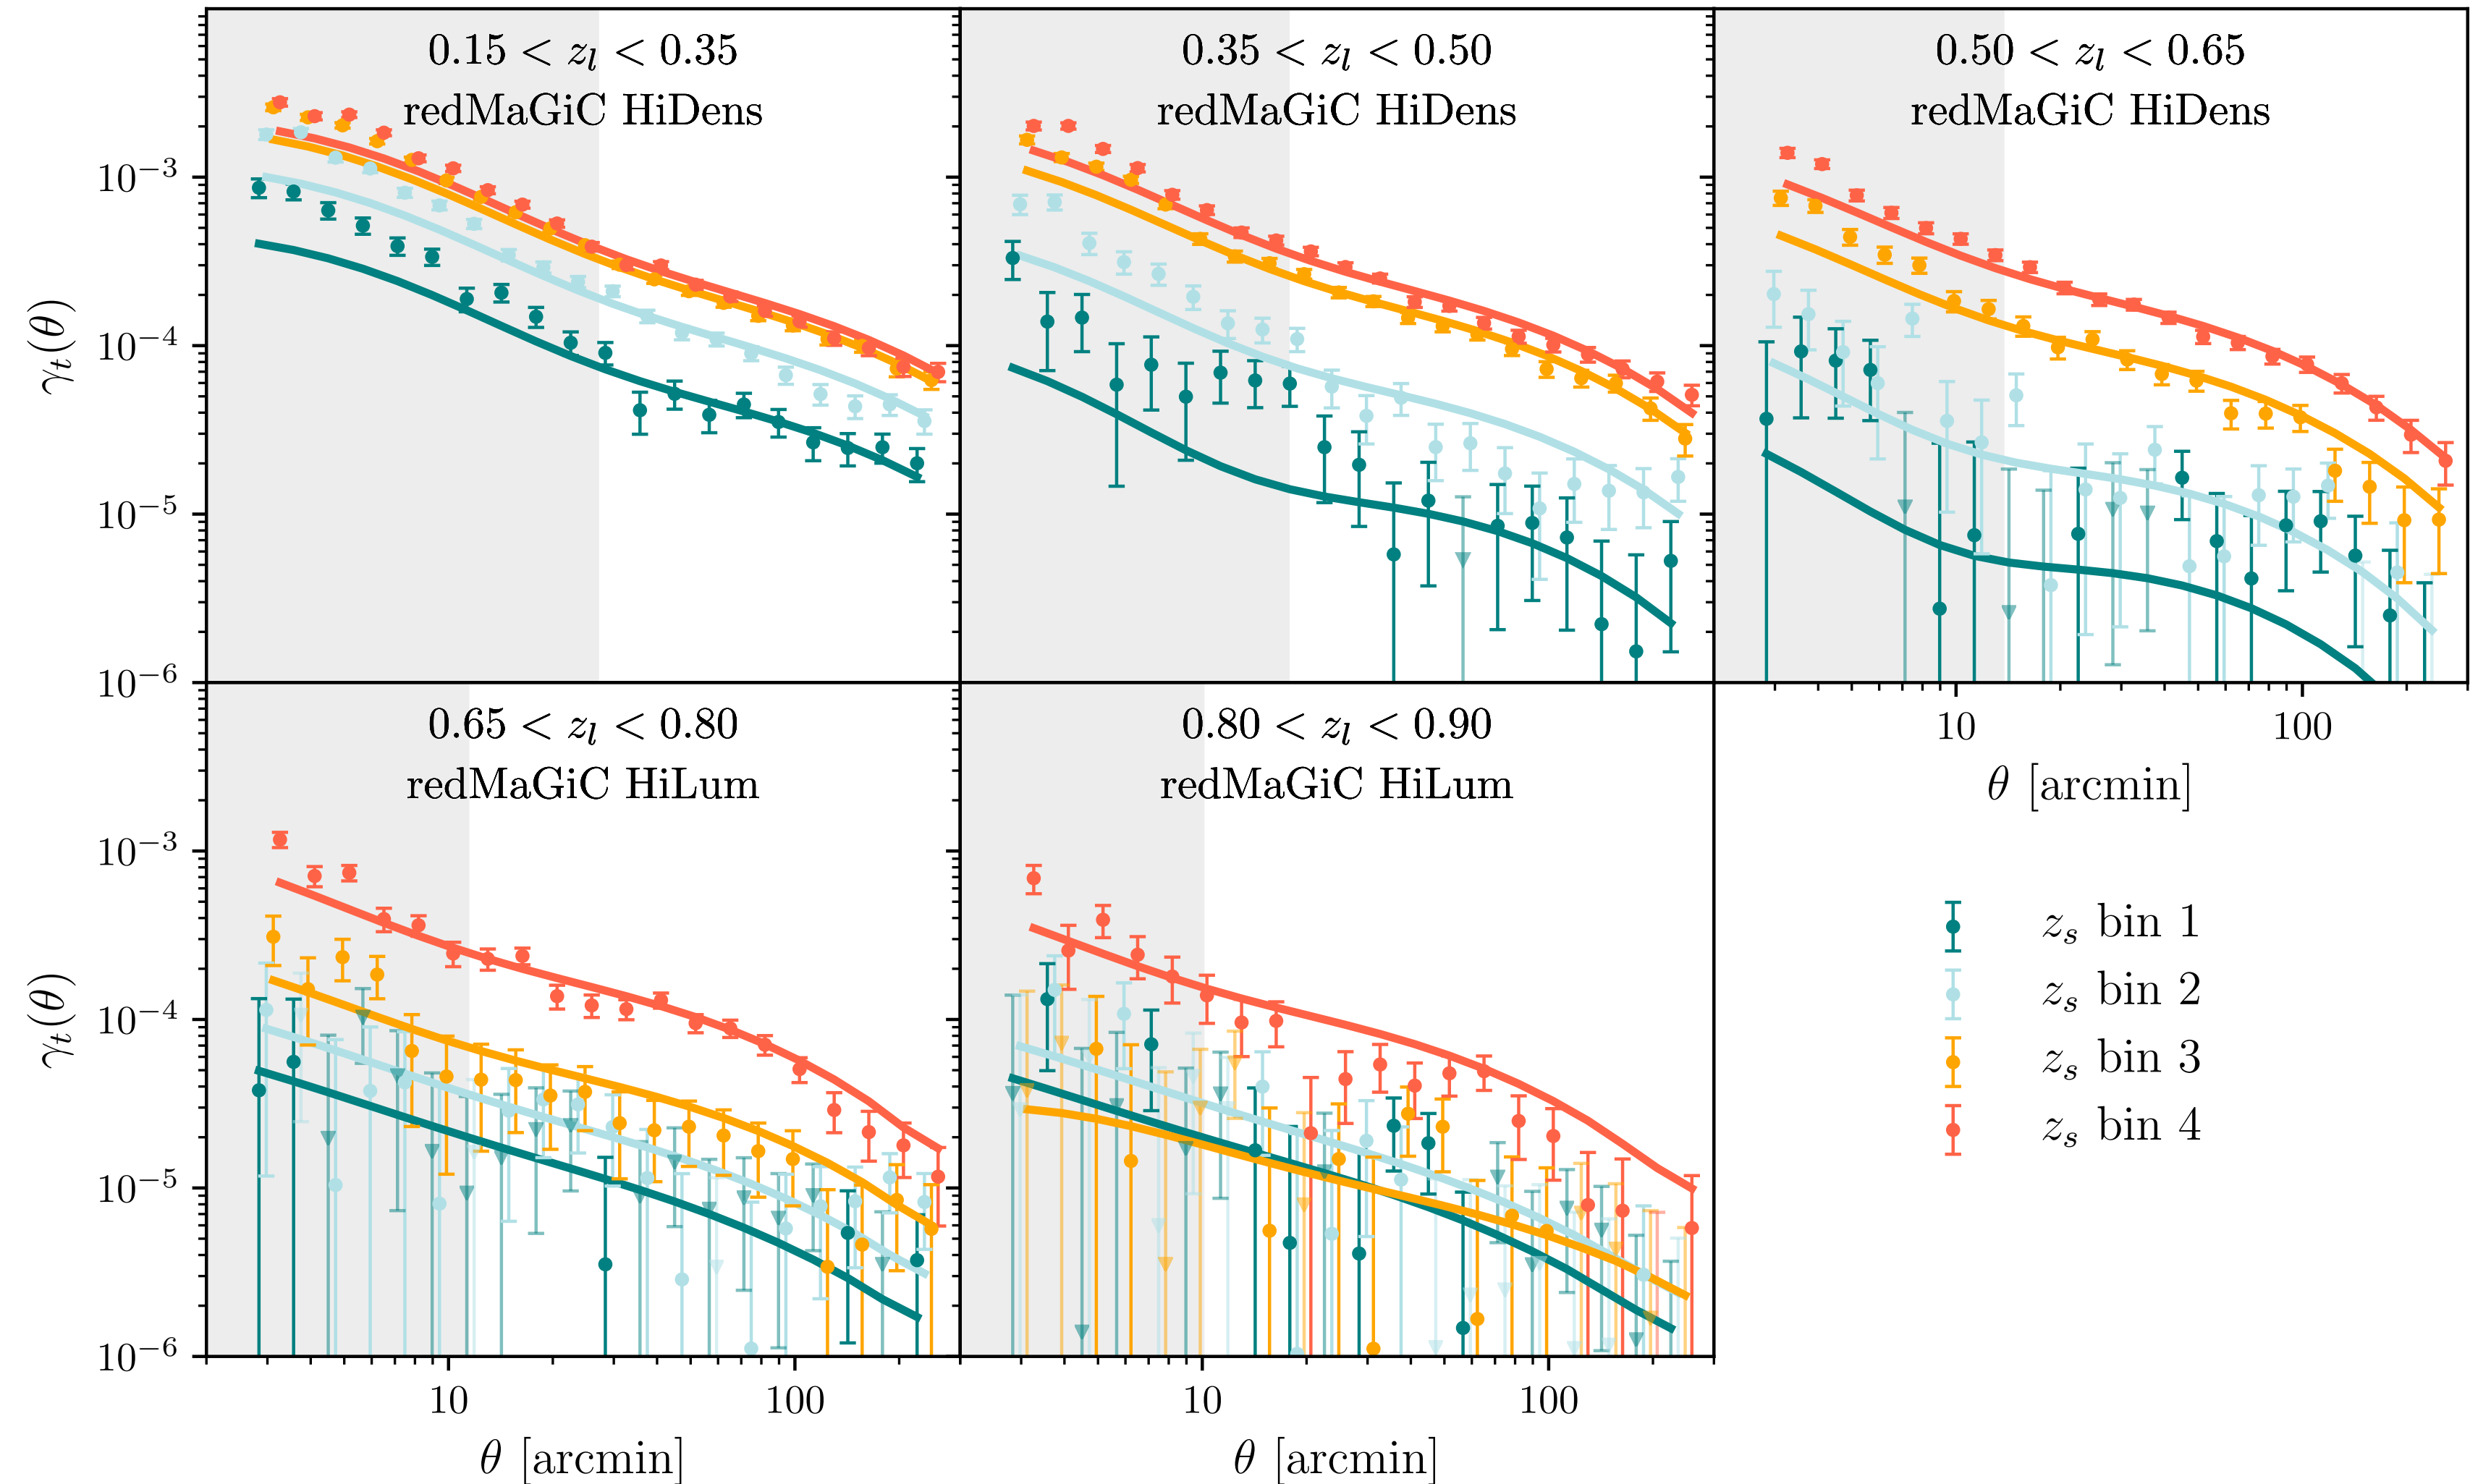 0.15 < z_l < 0.35
redMaGiC HiDens
0.35 < z_l < 0.50
redMaGiC HiDens
0.50 < z_l < 0.65
redMaGiC HiDens
γ_t(θ)
10^{-3}
10^{-4}
10^{-5}
10^{-6}
10 100
θ [arcmin]
0.65 < z_l < 0.80
redMaGiC HiLum
0.80 < z_l < 0.90
redMaGiC HiLum
γ_t(θ)
10^{-3}
10^{-4}
10^{-5}
10^{-6}
10 100
θ [arcmin]
10 100
θ [arcmin]
z_s bin 1
z_s bin 2
z_s bin 3
z_s bin 4